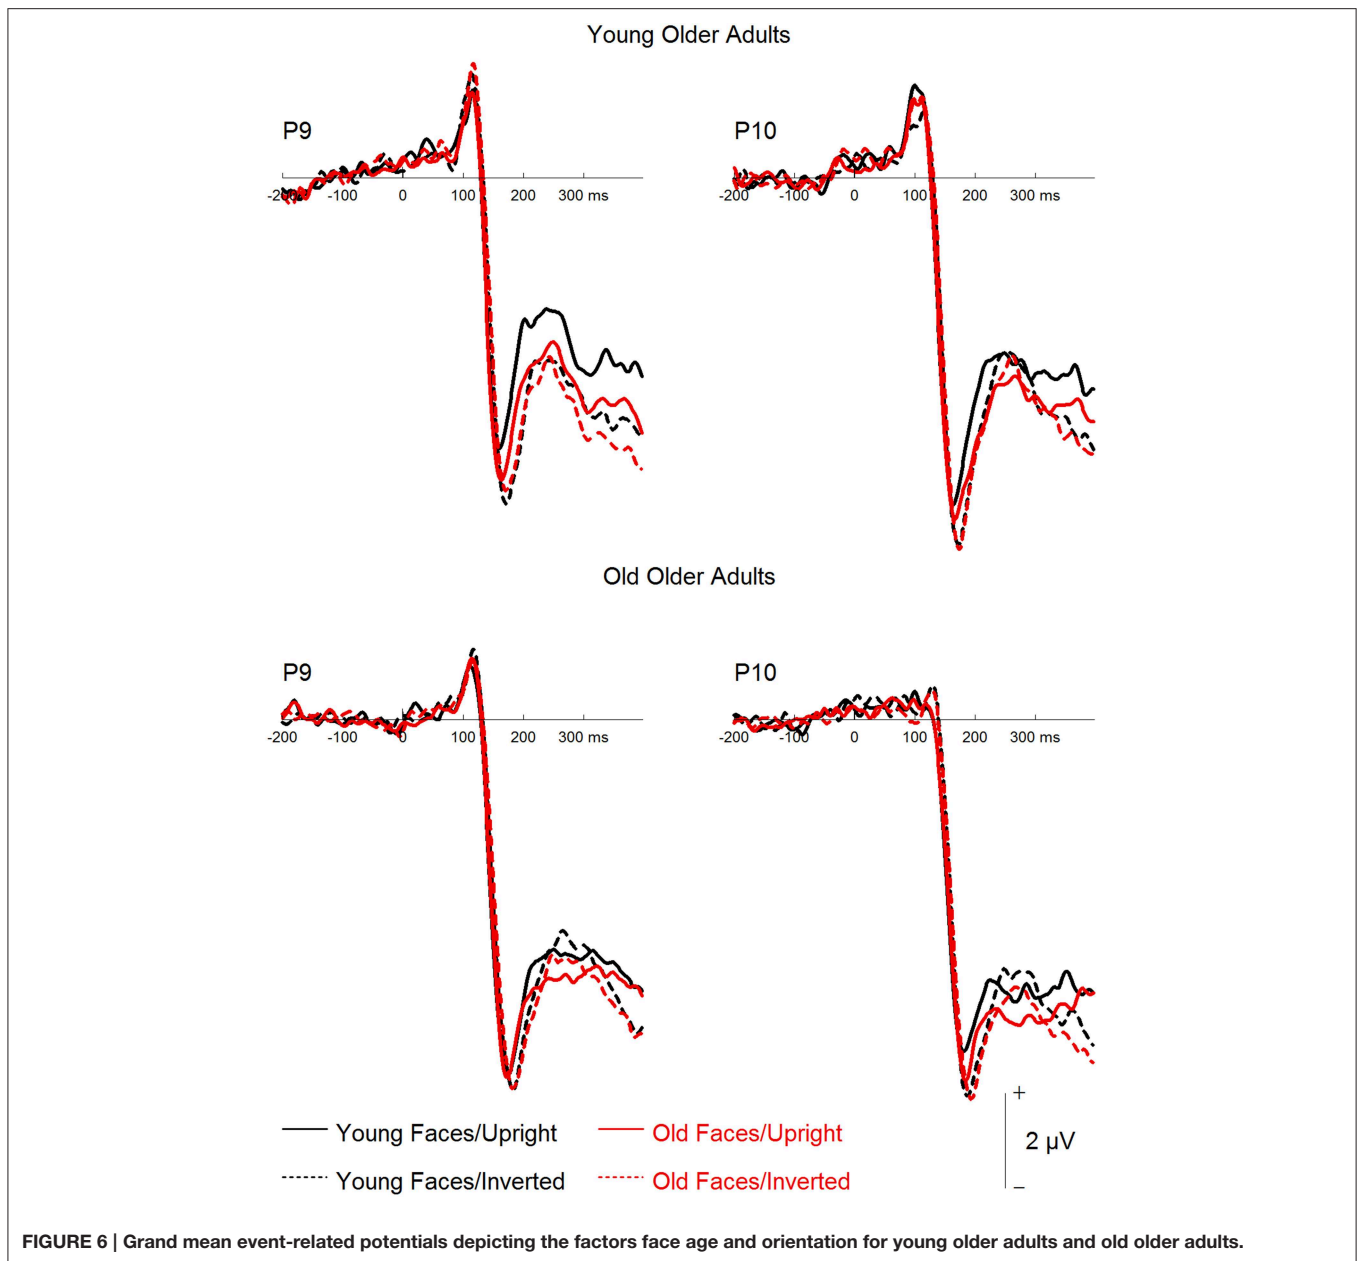 Young Older Adults
P9
-200 -100 0 100 200 300 ms
P10
-200 -100 0 100 200 300 ms
Old Older Adults
P9
-200 -100 0 100 200 300 ms
P10
-200 -100 0 100 200 300 ms
Young Faces/Upright
Old Faces/Upright
Young Faces/Inverted
Old Faces/Inverted
+
2 µV
−
FIGURE 6 | Grand mean event-related potentials depicting the factors face age and orientation for young older adults and old older adults.